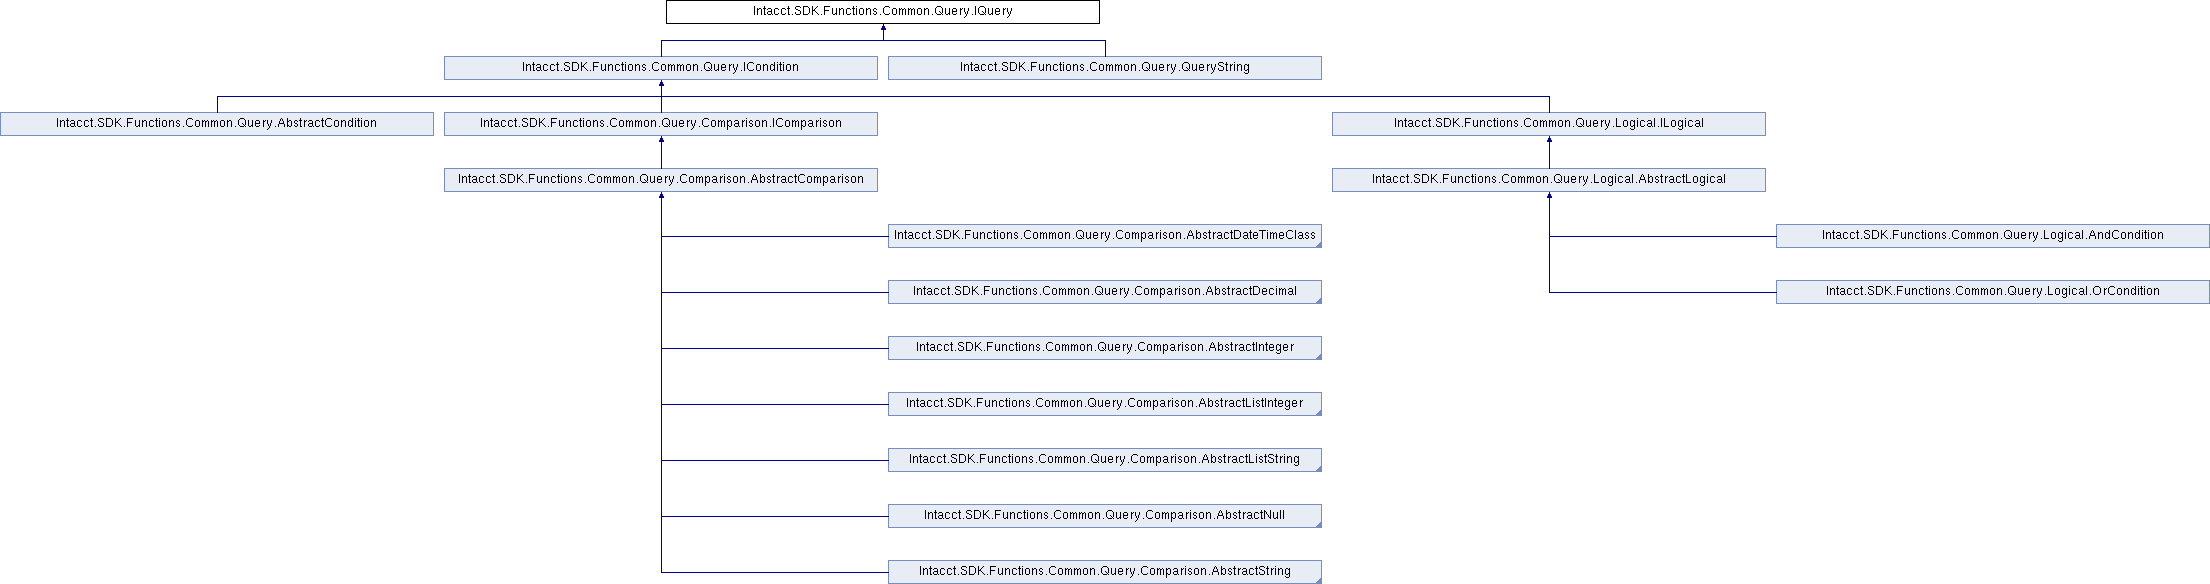 Intacct.SDK.Functions.Common.Query.IQuery
Intacct.SDK.Functions.Common.Query.ICondition
Intacct.SDK.Functions.Common.Query.QueryString
Intacct.SDK.Functions.Common.Query.AbstractCondition
Intacct.SDK.Functions.Common.Query.Comparison.IComparison
Intacct.SDK.Functions.Common.Query.Logical.ILogical
Intacct.SDK.Functions.Common.Query.Comparison.AbstractComparison
Intacct.SDK.Functions.Common.Query.Logical.AbstractLogical
Intacct.SDK.Functions.Common.Query.Comparison.AbstractDateTimeClass
Intacct.SDK.Functions.Common.Query.Logical.AndCondition
Intacct.SDK.Functions.Common.Query.Comparison.AbstractDecimal
Intacct.SDK.Functions.Common.Query.Logical.OrCondition
Intacct.SDK.Functions.Common.Query.Comparison.AbstractInteger
Intacct.SDK.Functions.Common.Query.Comparison.AbstractListInteger
Intacct.SDK.Functions.Common.Query.Comparison.AbstractListString
Intacct.SDK.Functions.Common.Query.Comparison.AbstractNull
Intacct.SDK.Functions.Common.Query.Comparison.AbstractString